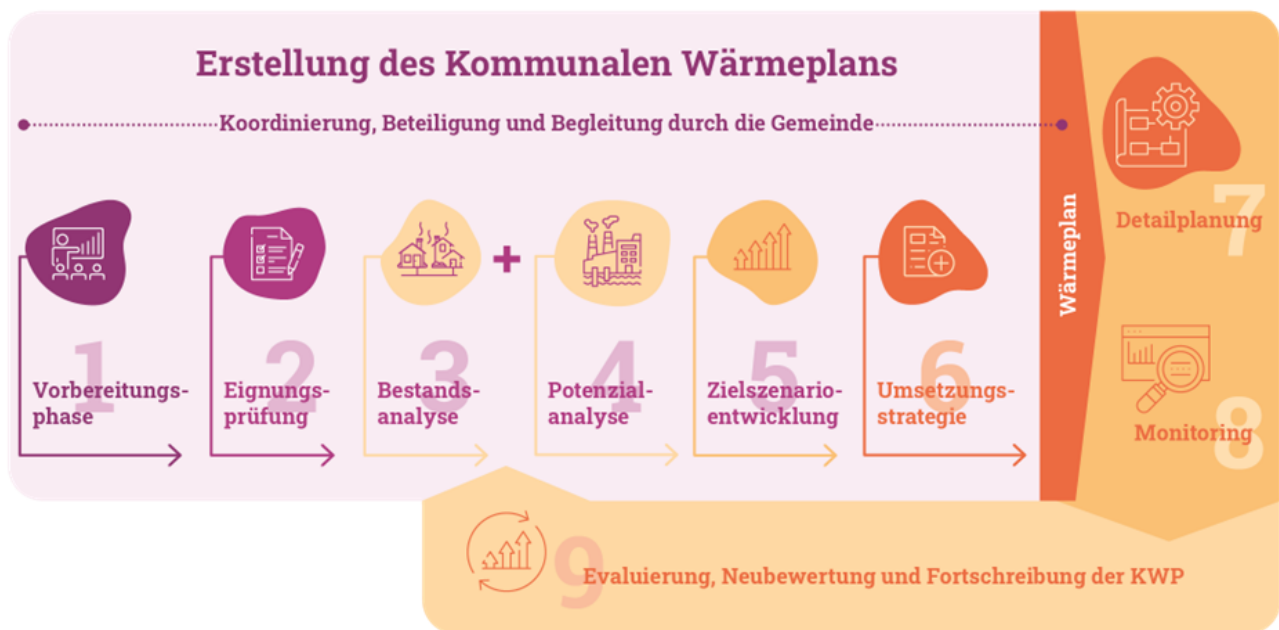 Erstellung des Kommunalen Wärmeplans
Koordinierung, Beteiligung und Begleitung durch die Gemeinde
1
Vorbereitungs-
phase
2
Eignungs-
prüfung
3
Bestands-
analyse
+
4
Potenzial-
analyse
5
Zielszenario-
entwicklung
6
Umsetzungs-
strategie
Wärmeplan
7
Detailplanung
8
Monitoring
9
Evaluierung, Neubewertung und Fortschreibung der KWP